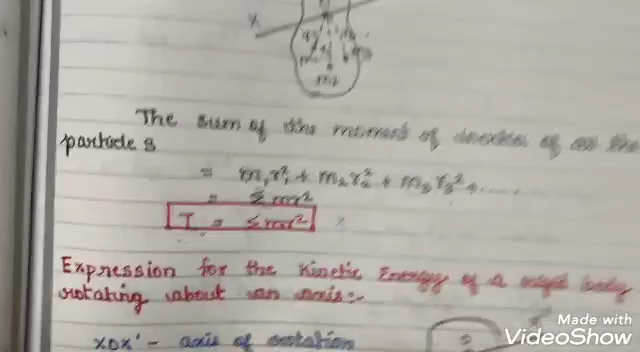 X
m2
The sum of the moment of inertia of all the
particles
= m₁r₁² + m₂r₂² + m₃r₃² + .....
= Σmr²
I = Σmr²
Expression for the Kinetic Energy of a rigid body
rotating about an axis:-
XOX' - axis of rotation
Made with
VideoShow